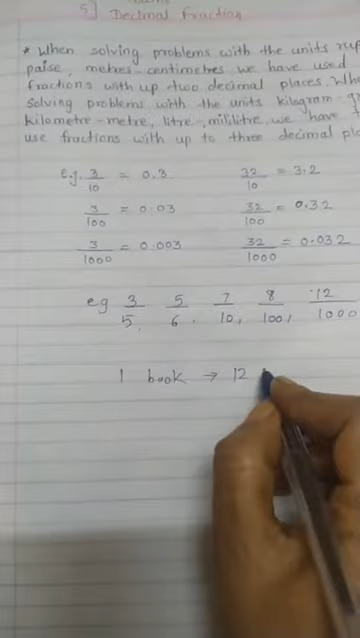 5] Decimal fraction
* When solving problems with the units
paise, metres-centimetres we have used
fractions with up two decimal places.
solving problems with the units kilogram-
kilometre-metre, litre-, mililitre, we have
use fractions with up to three decimal
e.g. 3/10 = 0.3 32/10 = 3.2
3/100 = 0.03 32/100 = 0.32
3/1000 = 0.003 32/1000 = 0.032
eg 3/5, 5/6, 7/10, 8/100, 12/1000
1 book → 12